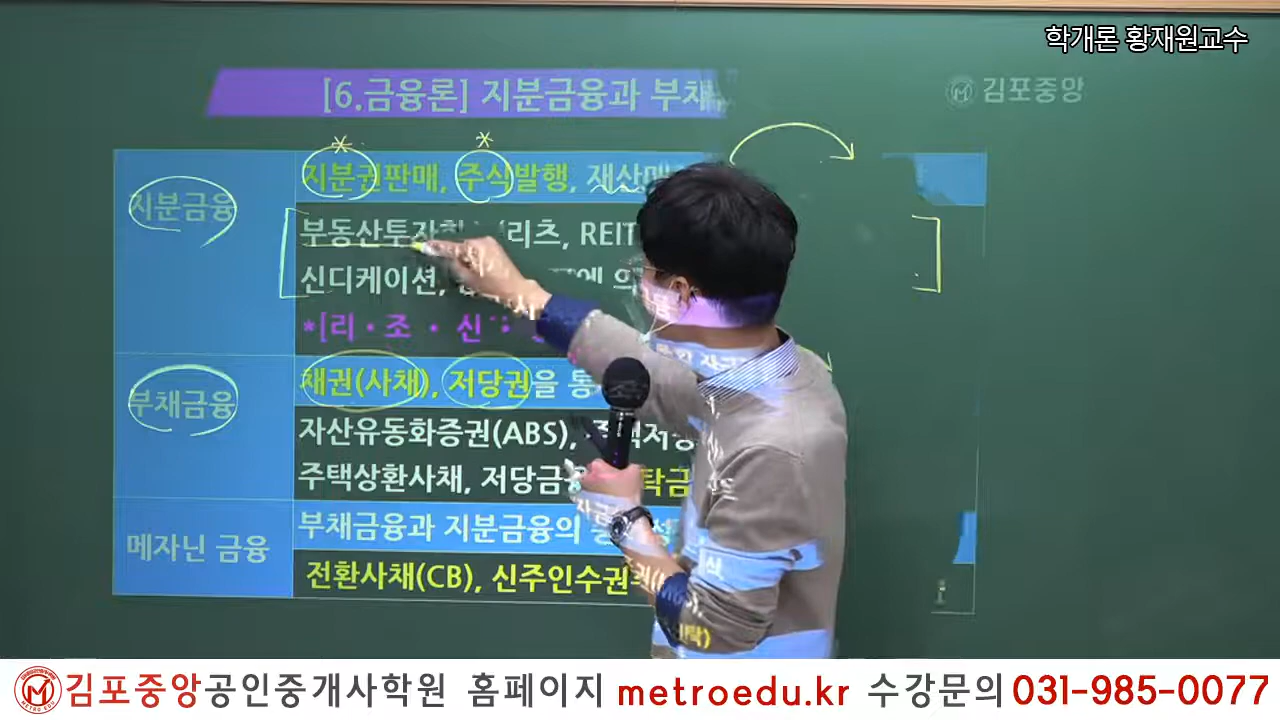 학개론 황재원교수
[6.금융론] 지분금융과 부채
김포중앙
지분금융
지분권판매, 주식발행, 재산매
부동산투자회 (리츠, REIT
신디케이션,
*[리・조・신・
부채금융
채권(사채), 저당권을 통
자산유동화증권(ABS),
주택상환사채, 저당금융
탁금
메자닌 금융
부채금융과 지분금융의
전환사채(CB), 신주인수권
김포중앙공인중개사학원 홈페이지 metroedu.kr 수강문의 031-985-0077